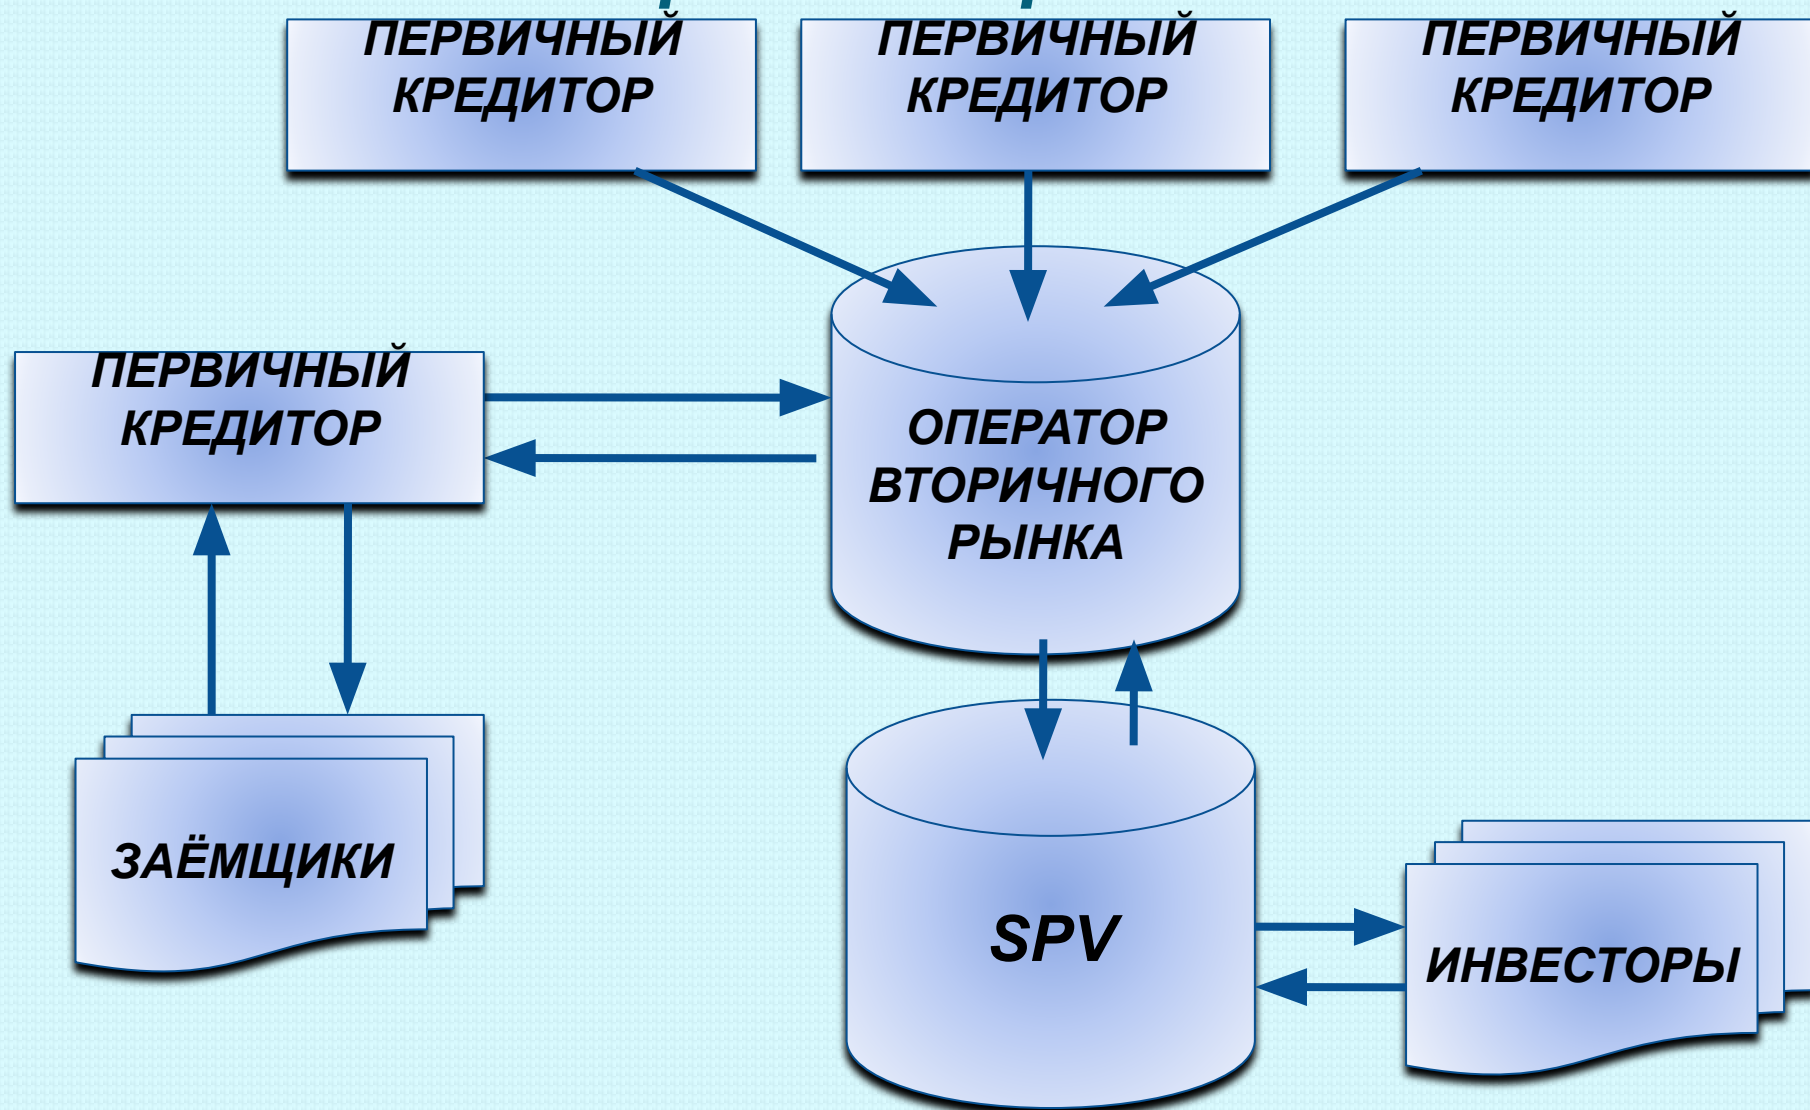 ПЕРВИЧНЫЙ
КРЕДИТОР
ПЕРВИЧНЫЙ
КРЕДИТОР
ПЕРВИЧНЫЙ
КРЕДИТОР
ПЕРВИЧНЫЙ
КРЕДИТОР
ОПЕРАТОР
ВТОРИЧНОГО
РЫНКА
ЗАЁМЩИКИ
SPV
ИНВЕСТОРЫ